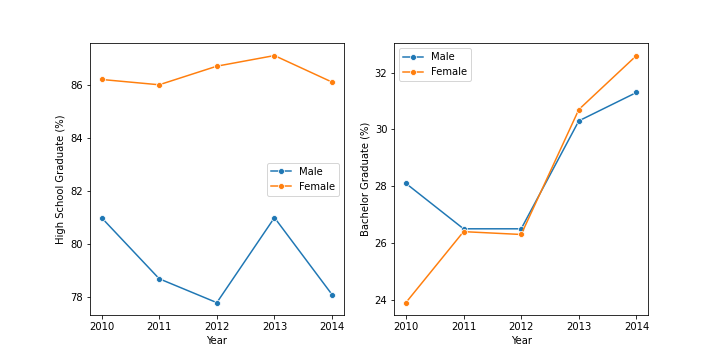 High School Graduate (%)
86
84
82
80
78
Male
Female
2010 2011 2012 2013 2014
Year
Bachelor Graduate (%)
32
30
28
26
24
Male
Female
2010 2011 2012 2013 2014
Year